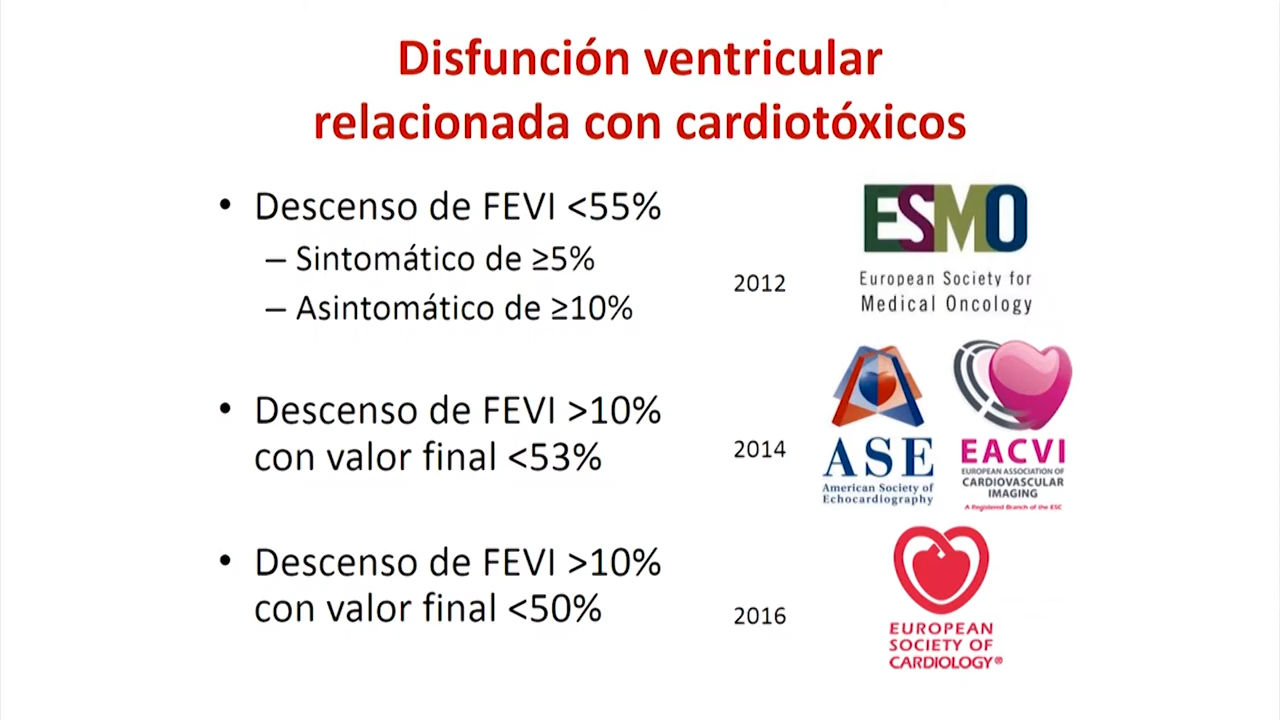 Disfunción ventricular
relacionada con cardiotóxicos
• Descenso de FEVI <55%
– Sintomático de ≥5%
– Asintomático de ≥10%
2012
ESMO
European Society for
Medical Oncology
• Descenso de FEVI >10%
con valor final <53%
2014
ASE
American Society of
Echocardiography
EACVI
EUROPEAN ASSOCIATION OF
CARDIOVASCULAR
IMAGING
A Registered Branch of the ESC
• Descenso de FEVI >10%
con valor final <50%
2016
EUROPEAN
SOCIETY OF
CARDIOLOGY®